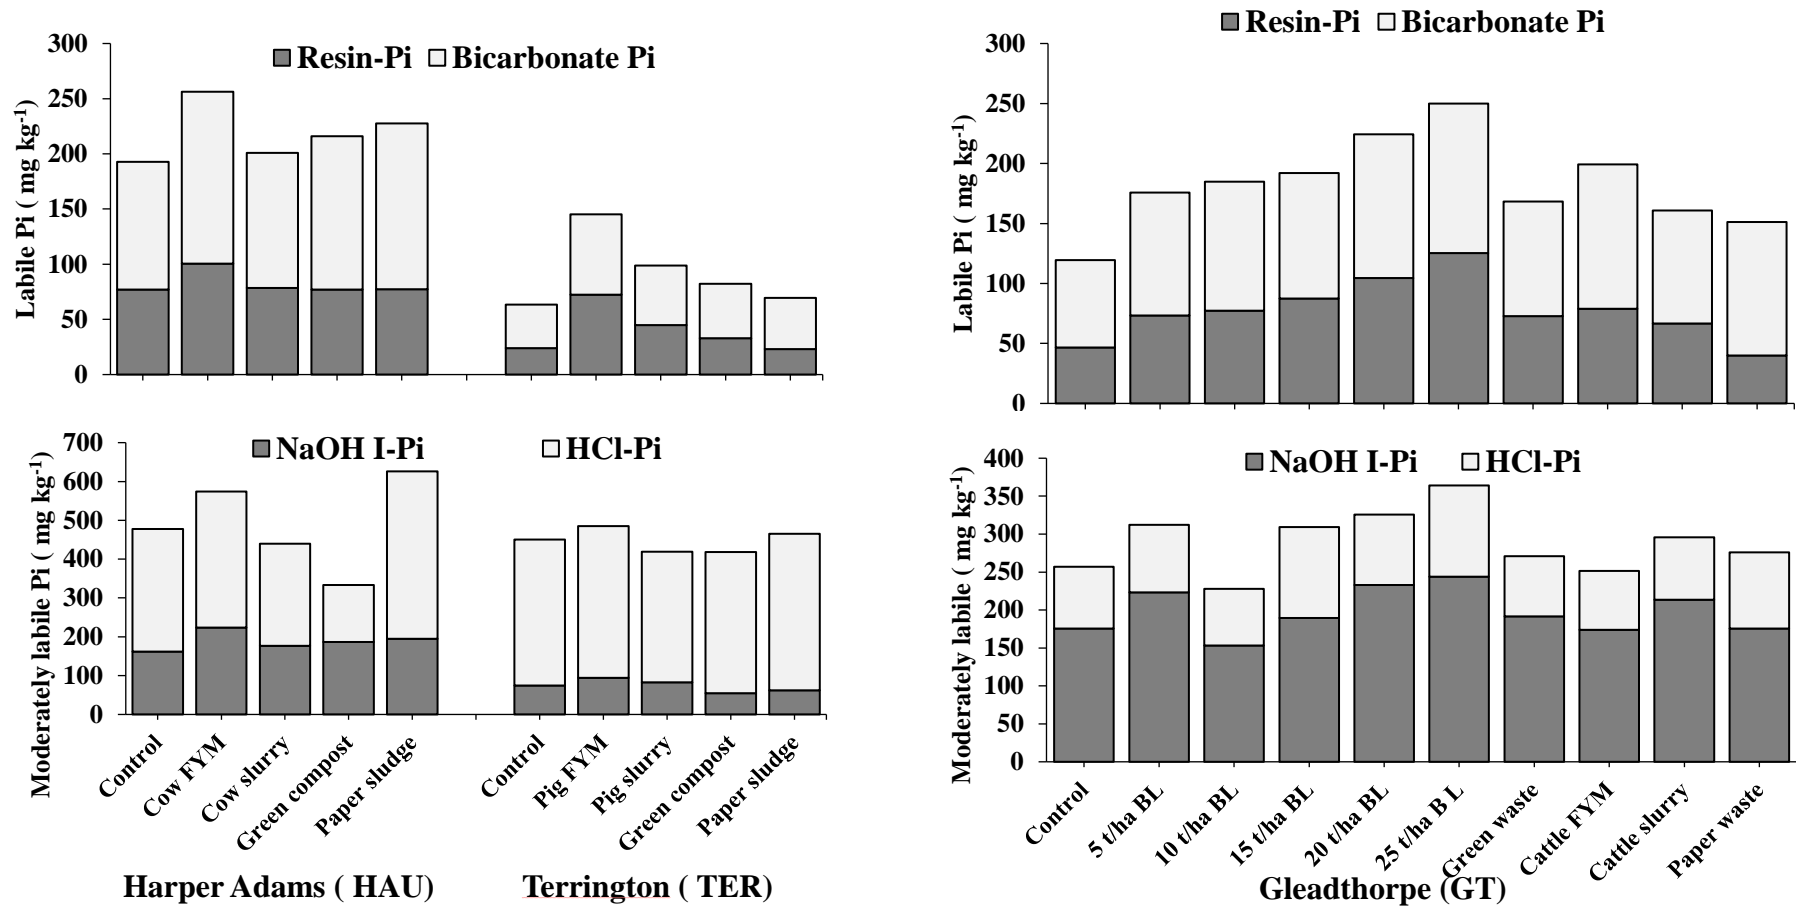 Resin-Pi Bicarbonate Pi
Labile Pi ( mg kg-1)
300
250
200
150
100
50
0
NaOH I-Pi HCl-Pi
Moderately labile Pi ( mg kg-1)
700
600
500
400
300
200
100
0
Control
Cow FYM
Cow slurry
Green compost
Paper sludge
Control
Pig FYM
Pig slurry
Green compost
Paper sludge
Harper Adams ( HAU)
Terrington ( TER)
Resin-Pi Bicarbonate Pi
Labile Pi ( mg kg-1)
300
250
200
150
100
50
0
NaOH I-Pi HCl-Pi
Moderately labile ( mg kg-1)
400
350
300
250
200
150
100
50
0
Control
5 t/ha BL
10 t/ha BL
15 t/ha BL
20 t/ha BL
25 t/ha B L
Green waste
Cattle FYM
Cattle slurry
Paper waste
Gleadthorpe (GT)